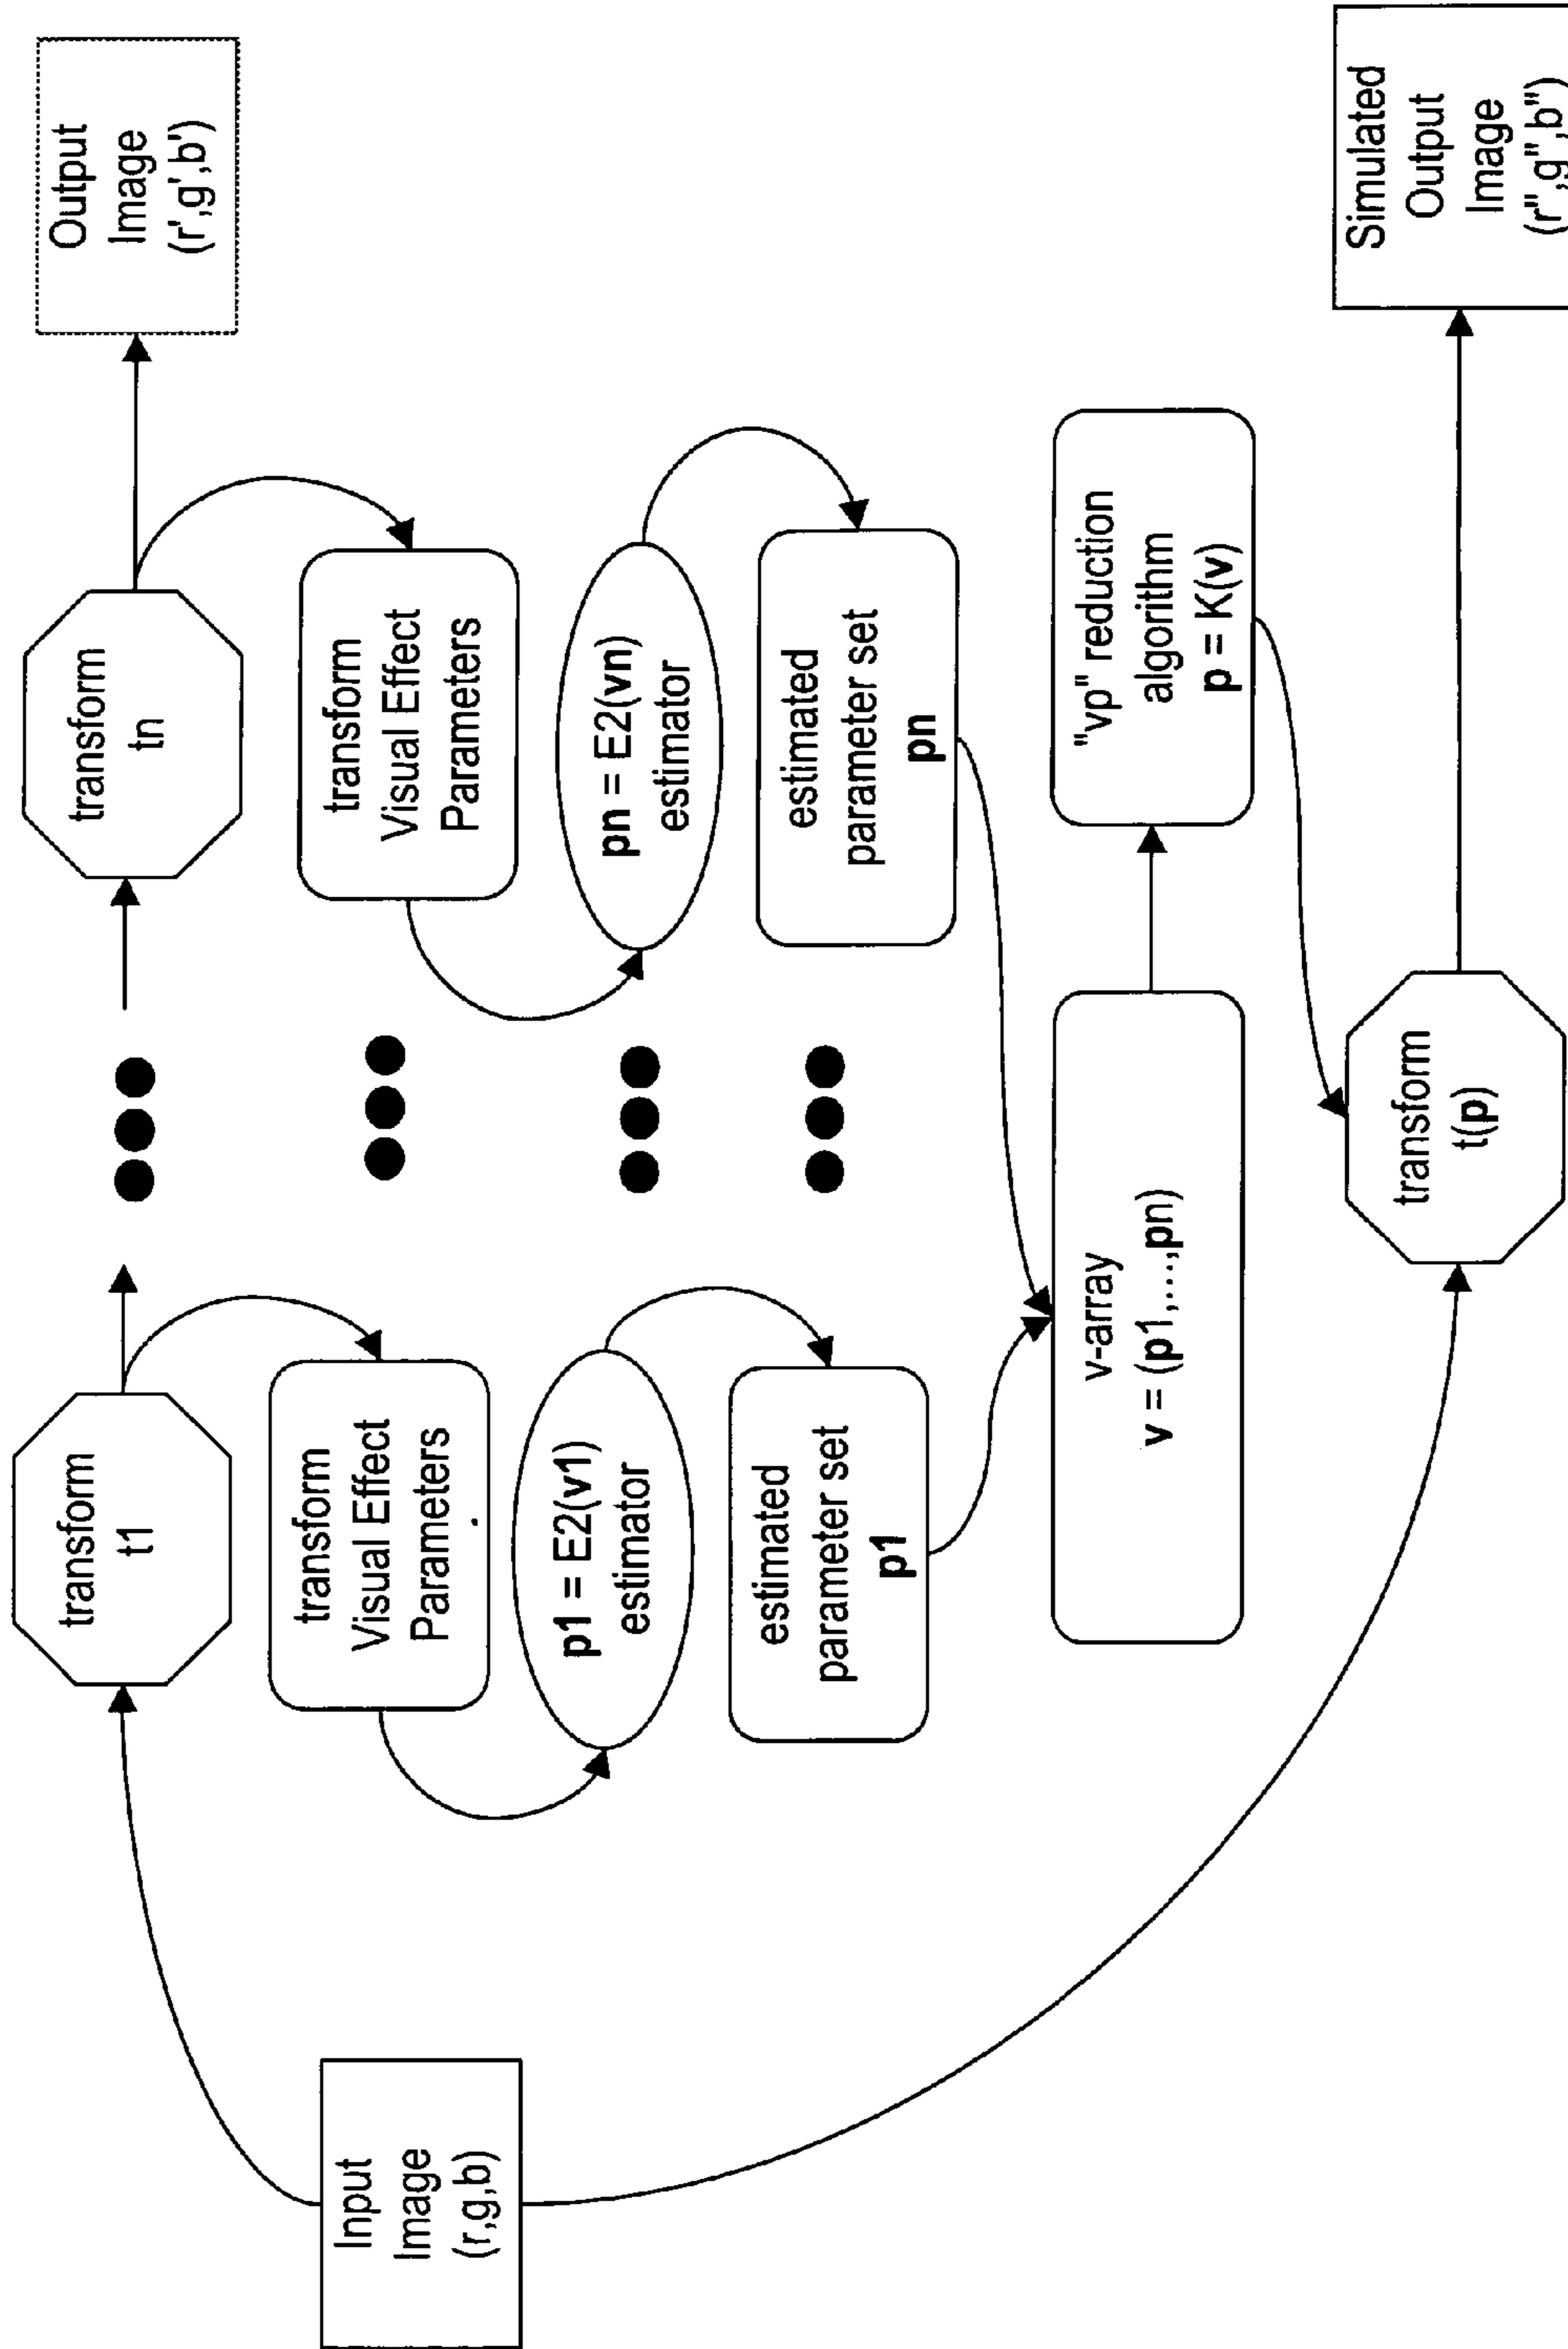 Input
Image
(r,g,b)
transform
t1
transform
Visual Effect
Parameters
p1 = E2(v1)
estimator
estimated
parameter set
p1
transform
tn
transform
Visual Effect
Parameters
pn = E2(vn)
estimator
estimated
parameter set
pn
Output
Image
(r',g',b')
v-array
v = (p1,...,pn)
"vp" reduction
algorithm
p = K(v)
transform
t(p)
Simulated
Output
Image
(r",g",b")